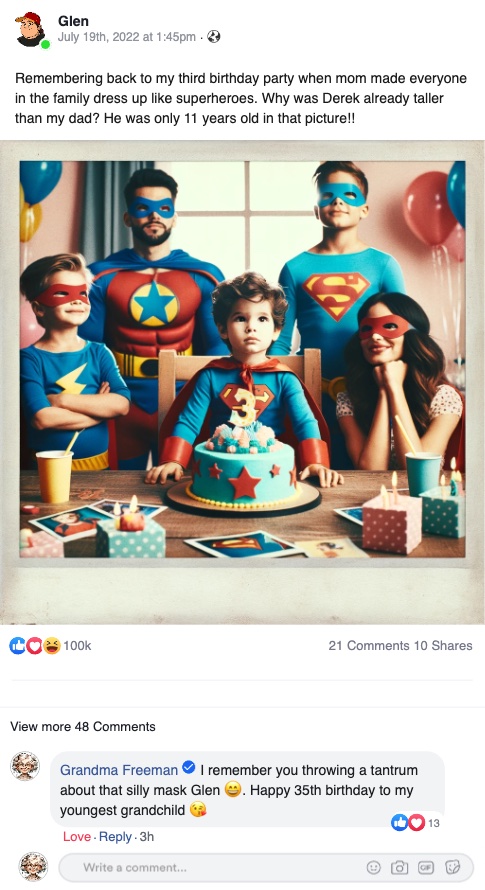 Glen
July 19th, 2022 at 1:45pm ·
Remembering back to my third birthday party when mom made everyone
in the family dress up like superheroes. Why was Derek already taller
than my dad? He was only 11 years old in that picture!!
S
3
100k
21 Comments 10 Shares
View more 48 Comments
Grandma Freeman I remember you throwing a tantrum
about that silly mask Glen 😄. Happy 35th birthday to my
youngest grandchild 😘
13
Love · Reply · 3h
Write a comment...
GIF